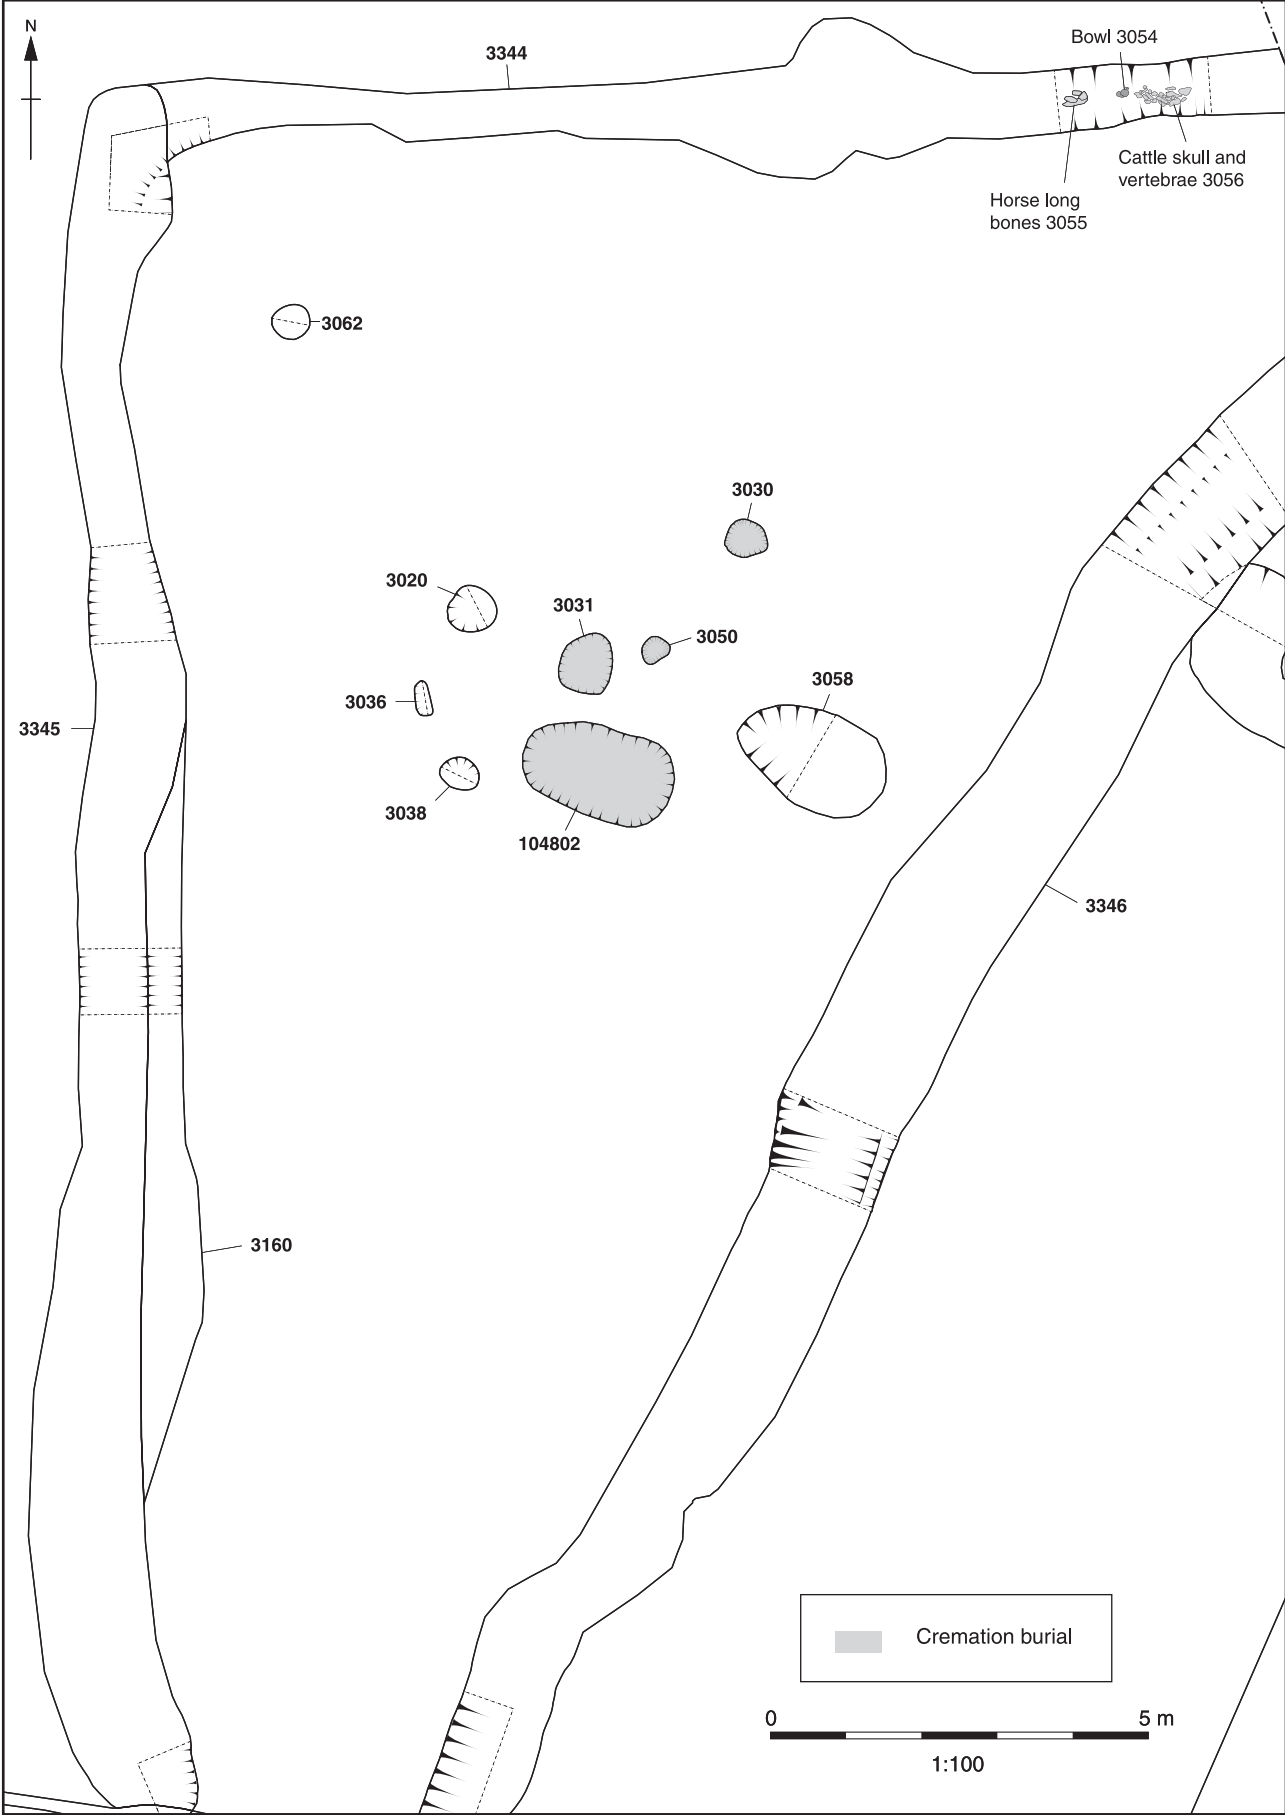 N
3344
Bowl 3054
Cattle skull and
vertebrae 3056
Horse long
bones 3055
3062
3030
3020
3031
3050
3036
3058
3345
3038
104802
3346
3160
Cremation burial
0
5 m
1:100